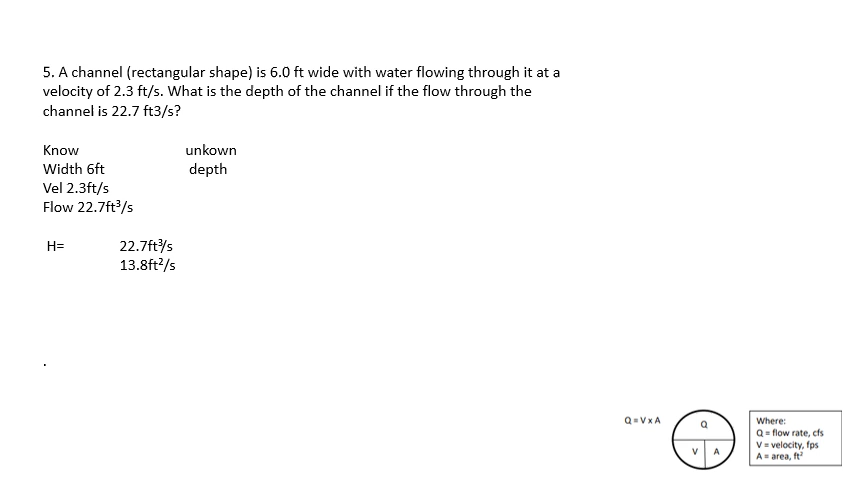 5. A channel (rectangular shape) is 6.0 ft wide with water flowing through it at a
velocity of 2.3 ft/s. What is the depth of the channel if the flow through the
channel is 22.7 ft3/s?
Know unkown
Width 6ft depth
Vel 2.3ft/s
Flow 22.7ft³/s
H= 22.7ft³/s
13.8ft²/s
.
Q = V x A
Q
V A
Where:
Q = flow rate, cfs
V = velocity, fps
A = area, ft²